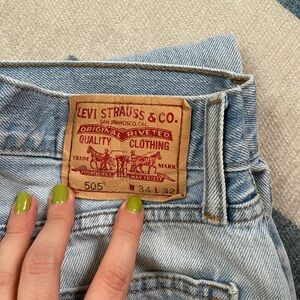 LEVI STRAUSS & CO.
SAN FRANCISCO, CAL.
ORIGINAL RIVETED
QUALITY CLOTHING
TRADE MARK
505 W 34 L 32